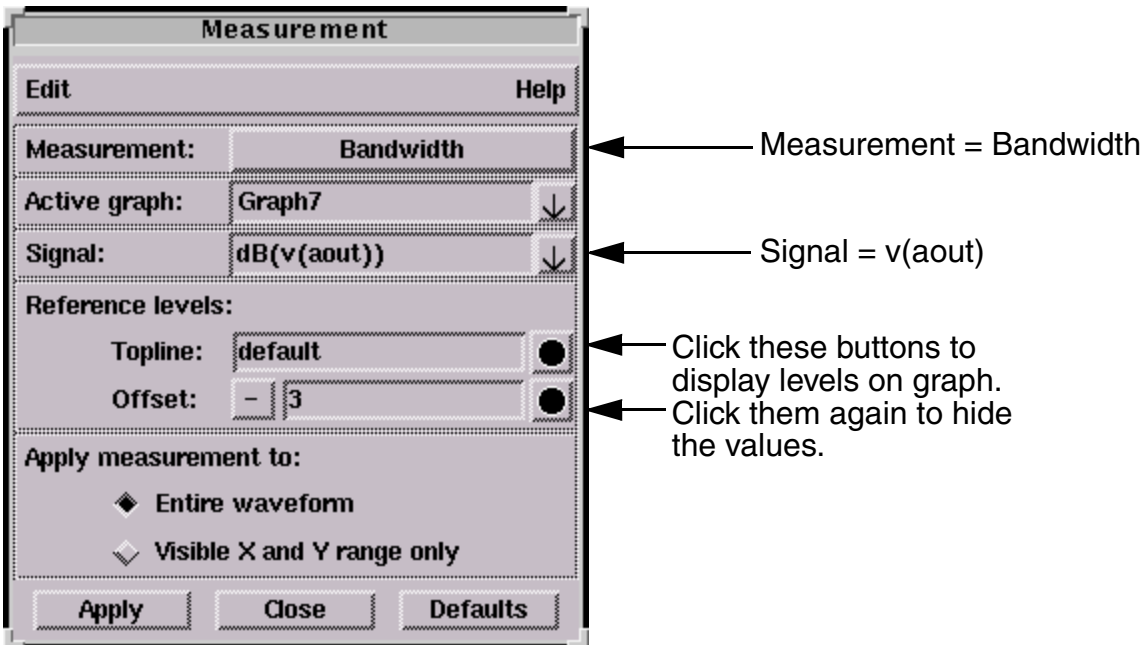 Measurement
Edit Help
Measurement: Bandwidth
Active graph: Graph7
Signal: dB(v(aout))
Reference levels:
Topline: default
Offset: - 3
Apply measurement to:
Entire waveform
Visible X and Y range only
Apply Close Defaults
Measurement = Bandwidth
Signal = v(aout)
Click these buttons to
display levels on graph.
Click them again to hide
the values.